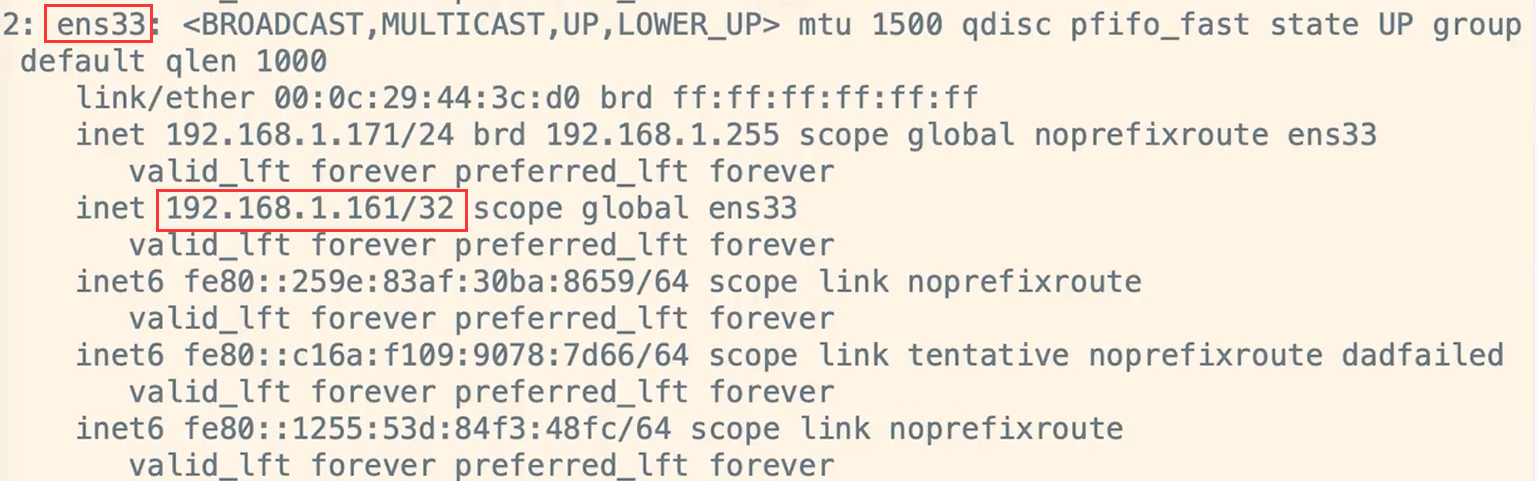 2: ens33: <BROADCAST,MULTICAST,UP,LOWER_UP> mtu 1500 qdisc pfifo_fast state UP group
default qlen 1000
link/ether 00:0c:29:44:3c:d0 brd ff:ff:ff:ff:ff:ff
inet 192.168.1.171/24 brd 192.168.1.255 scope global noprefixroute ens33
valid_lft forever preferred_lft forever
inet 192.168.1.161/32 scope global ens33
valid_lft forever preferred_lft forever
inet6 fe80::259e:83af:30ba:8659/64 scope link noprefixroute
valid_lft forever preferred_lft forever
inet6 fe80::c16a:f109:9078:7d66/64 scope link tentative noprefixroute dadfailed
valid_lft forever preferred_lft forever
inet6 fe80::1255:53d:84f3:48fc/64 scope link noprefixroute
valid_lft forever preferred_lft forever